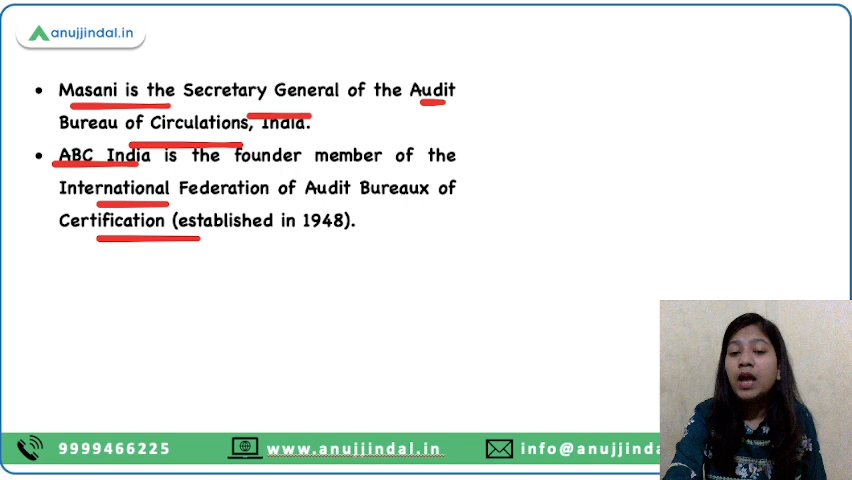 anujjindal.in
• Masani is the Secretary General of the Audit
Bureau of Circulations, India.
• ABC India is the founder member of the
International Federation of Audit Bureaux of
Certification (established in 1948).
9999466225 www.anujjindal.in info@anujjinda